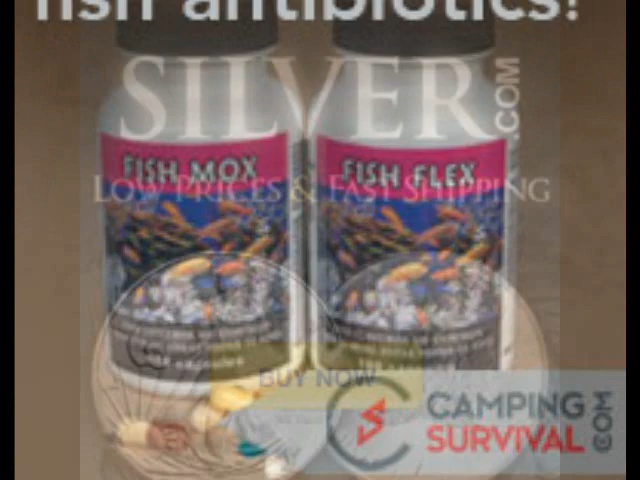 fish antibiotics!
SILVER.COM
LOW PRICES & FAST SHIPPING
FISH MOX
FISH FLEX
BUY NOW
CAMPING
SURVIVAL
.COM